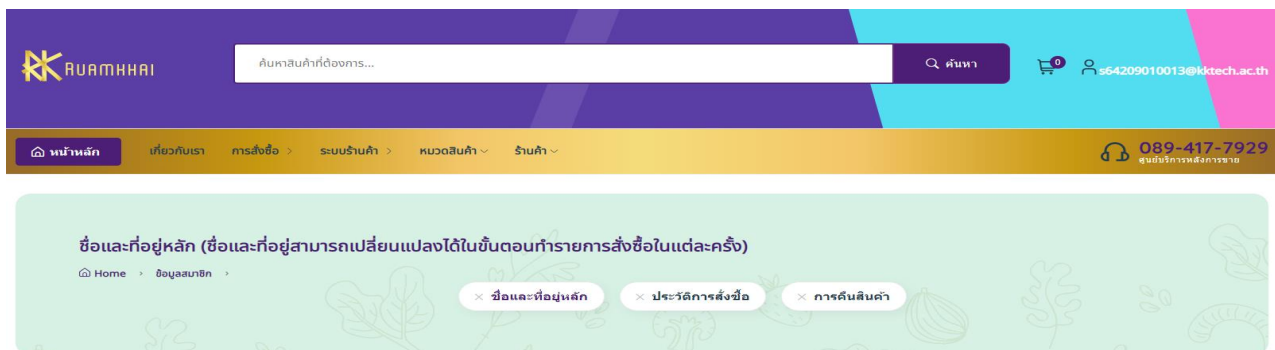 RUAMHHAI
ค้นหาสินค้าที่ต้องการ...
ค้นหา
0
s64209010013@kktech.ac.th
หน้าหลัก
เกี่ยวกับเรา
การสั่งซื้อ
ระบบร้านค้า
หมวดสินค้า
ร้านค้า
089-417-7929
ศูนย์บริการหลังการขาย
ชื่อและที่อยู่หลัก (ชื่อและที่อยู่สามารถเปลี่ยนแปลงได้ในขั้นตอนทำรายการสั่งซื้อในแต่ละครั้ง)
Home > ข้อมูลสมาชิก >
× ชื่อและที่อยู่หลัก
× ประวัติการสั่งซื้อ
× การคืนสินค้า